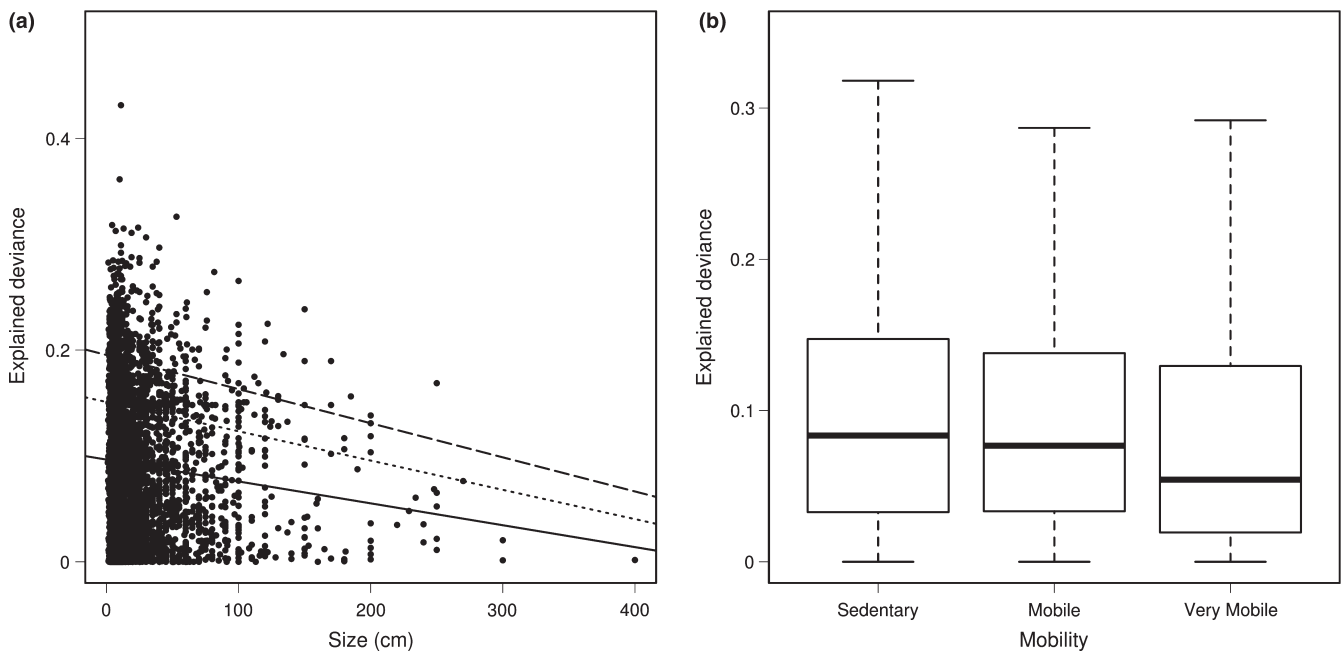 (a)
Explained deviance
0.4
0.2
0
0 100 200 300 400
Size (cm)
(b)
Explained deviance
0.3
0.2
0.1
0
Sedentary Mobile Very Mobile
Mobility